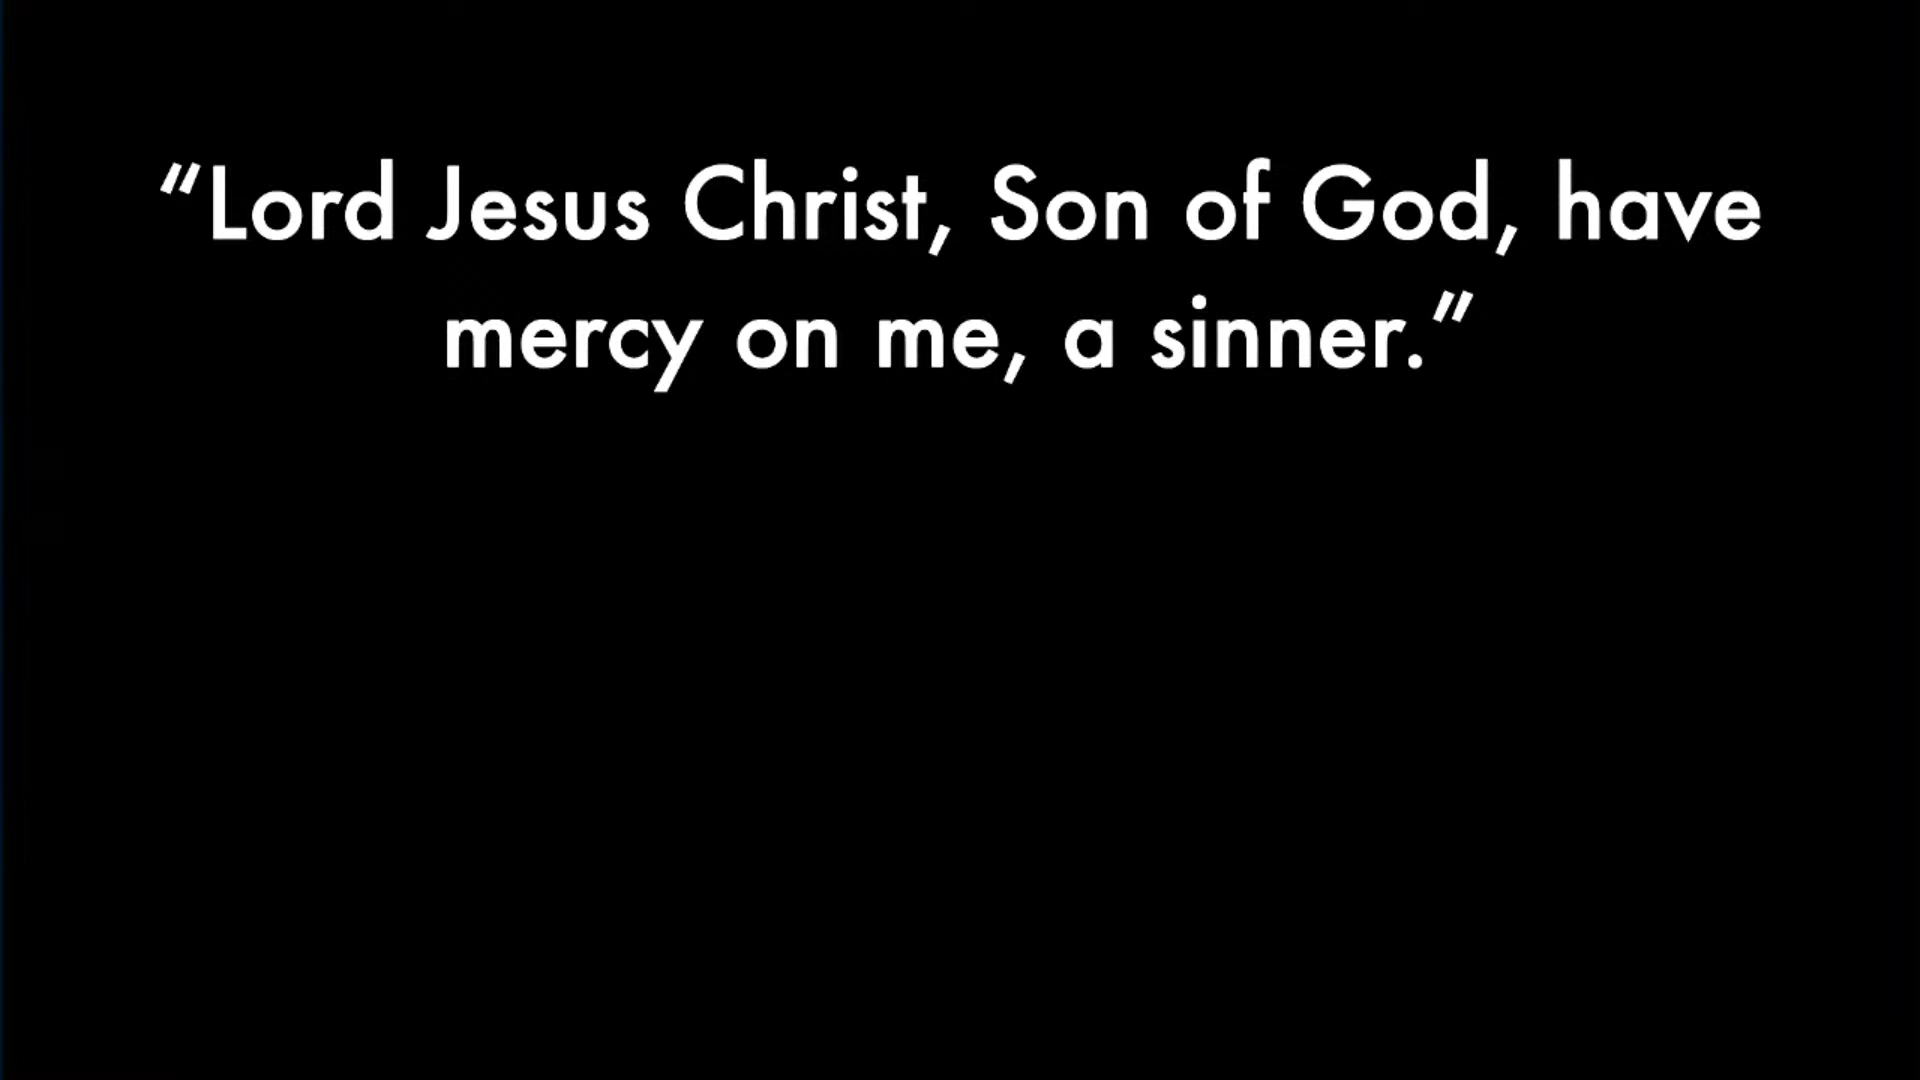 “Lord Jesus Christ, Son of God, have
mercy on me, a sinner.”